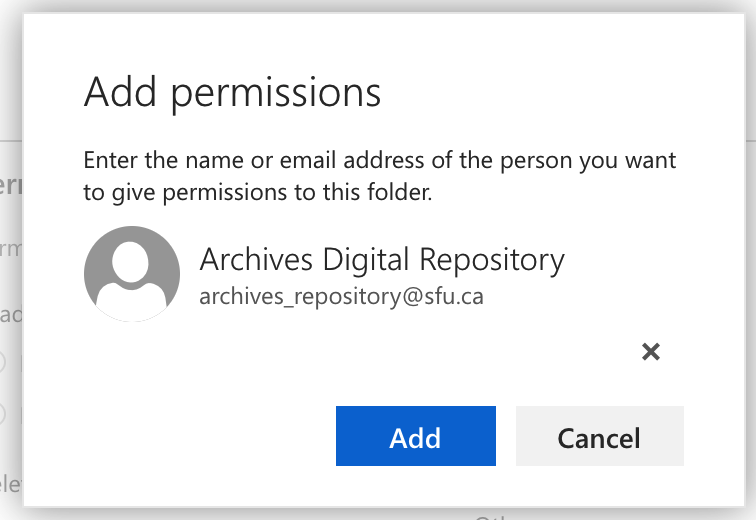 Add permissions
Enter the name or email address of the person you want
to give permissions to this folder.
Archives Digital Repository
archives_repository@sfu.ca
Add
Cancel